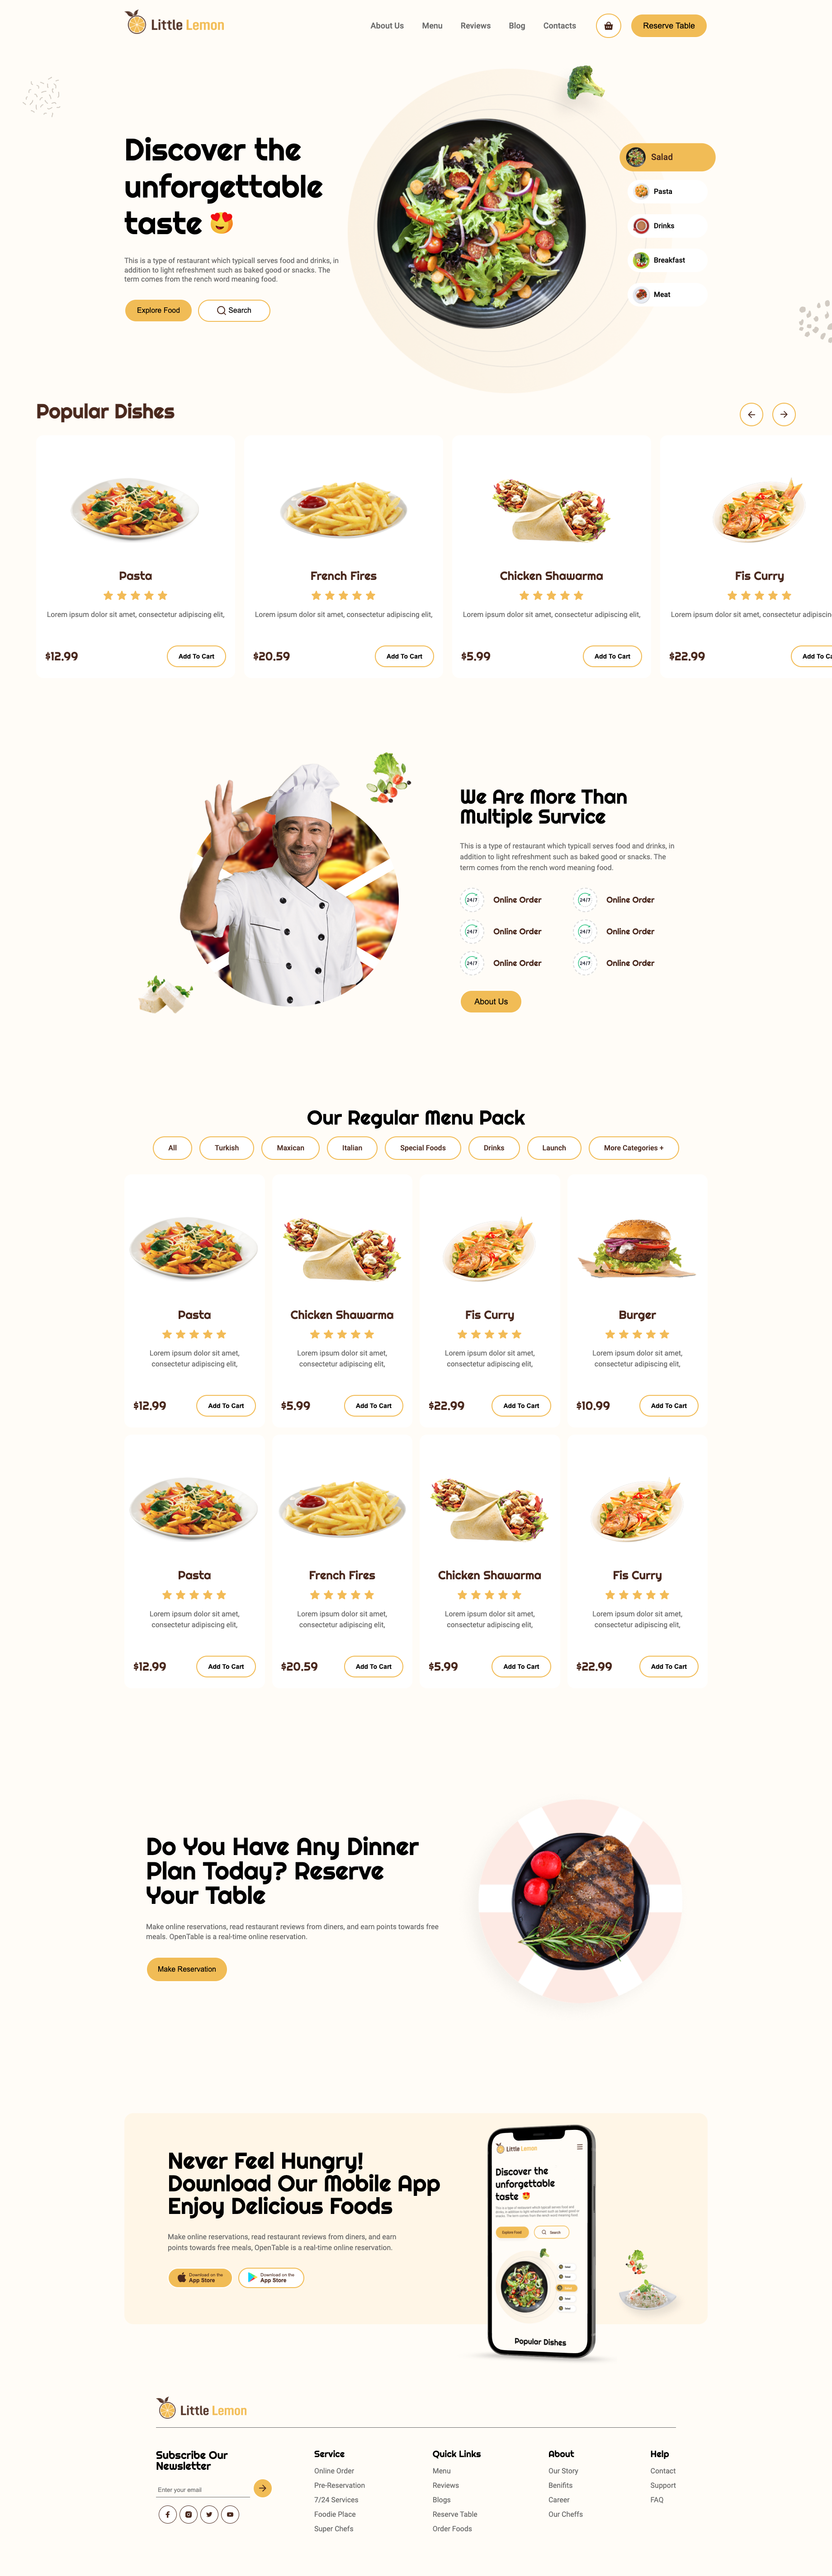 Little Lemon
About Us
Menu
Reviews
Blog
Contacts
Reserve Table
Discover the
unforgettable
taste 😍
This is a type of restaurant which typicall serves food and drinks, in
addition to light refreshment such as baked good or snacks. The
term comes from the rench word meaning food.
Explore Food
Search
Salad
Pasta
Drinks
Breakfast
Meat
Popular Dishes
Pasta
Lorem ipsum dolor sit amet, consectetur adipiscing elit,
$12.99
Add To Cart
French Fires
Lorem ipsum dolor sit amet, consectetur adipiscing elit,
$20.59
Add To Cart
Chicken Shawarma
Lorem ipsum dolor sit amet, consectetur adipiscing elit,
$5.99
Add To Cart
Fis Curry
Lorem ipsum dolor sit amet, consectetur adipiscin
$22.99
Add To Ca
We Are More Than
Multiple Survice
This is a type of restaurant which typicall serves food and drinks, in
addition to light refreshment such as baked good or snacks. The
term comes from the rench word meaning food.
24/7
Online Order
24/7
Online Order
24/7
Online Order
24/7
Online Order
24/7
Online Order
24/7
Online Order
About Us
Our Regular Menu Pack
All
Turkish
Maxican
Italian
Special Foods
Drinks
Launch
More Categories +
Pasta
Lorem ipsum dolor sit amet,
consectetur adipiscing elit,
$12.99
Add To Cart
Chicken Shawarma
Lorem ipsum dolor sit amet,
consectetur adipiscing elit,
$5.99
Add To Cart
Fis Curry
Lorem ipsum dolor sit amet,
consectetur adipiscing elit,
$22.99
Add To Cart
Burger
Lorem ipsum dolor sit amet,
consectetur adipiscing elit,
$10.99
Add To Cart
Pasta
Lorem ipsum dolor sit amet,
consectetur adipiscing elit,
$12.99
Add To Cart
French Fires
Lorem ipsum dolor sit amet,
consectetur adipiscing elit,
$20.59
Add To Cart
Chicken Shawarma
Lorem ipsum dolor sit amet,
consectetur adipiscing elit,
$5.99
Add To Cart
Fis Curry
Lorem ipsum dolor sit amet,
consectetur adipiscing elit,
$22.99
Add To Cart
Do You Have Any Dinner
Plan Today? Reserve
Your Table
Make online reservations, read restaurant reviews from diners, and earn points towards free
meals. OpenTable is a real-time online reservation.
Make Reservation
Never Feel Hungry!
Download Our Mobile App
Enjoy Delicious Foods
Make online reservations, read restaurant reviews from diners, and earn
points towards free meals, OpenTable is a real-time online reservation.
Download on the
App Store
Download on the
App Store
Little Lemon
Discover the
unforgettable
taste 😍
Explore Food
Search
Popular Dishes
Little Lemon
Subscribe Our
Newsletter
Enter your email
Service
Online Order
Pre-Reservation
7/24 Services
Foodie Place
Super Chefs
Quick Links
Menu
Reviews
Blogs
Reserve Table
Order Foods
About
Our Story
Benifits
Career
Our Cheffs
Help
Contact
Support
FAQ